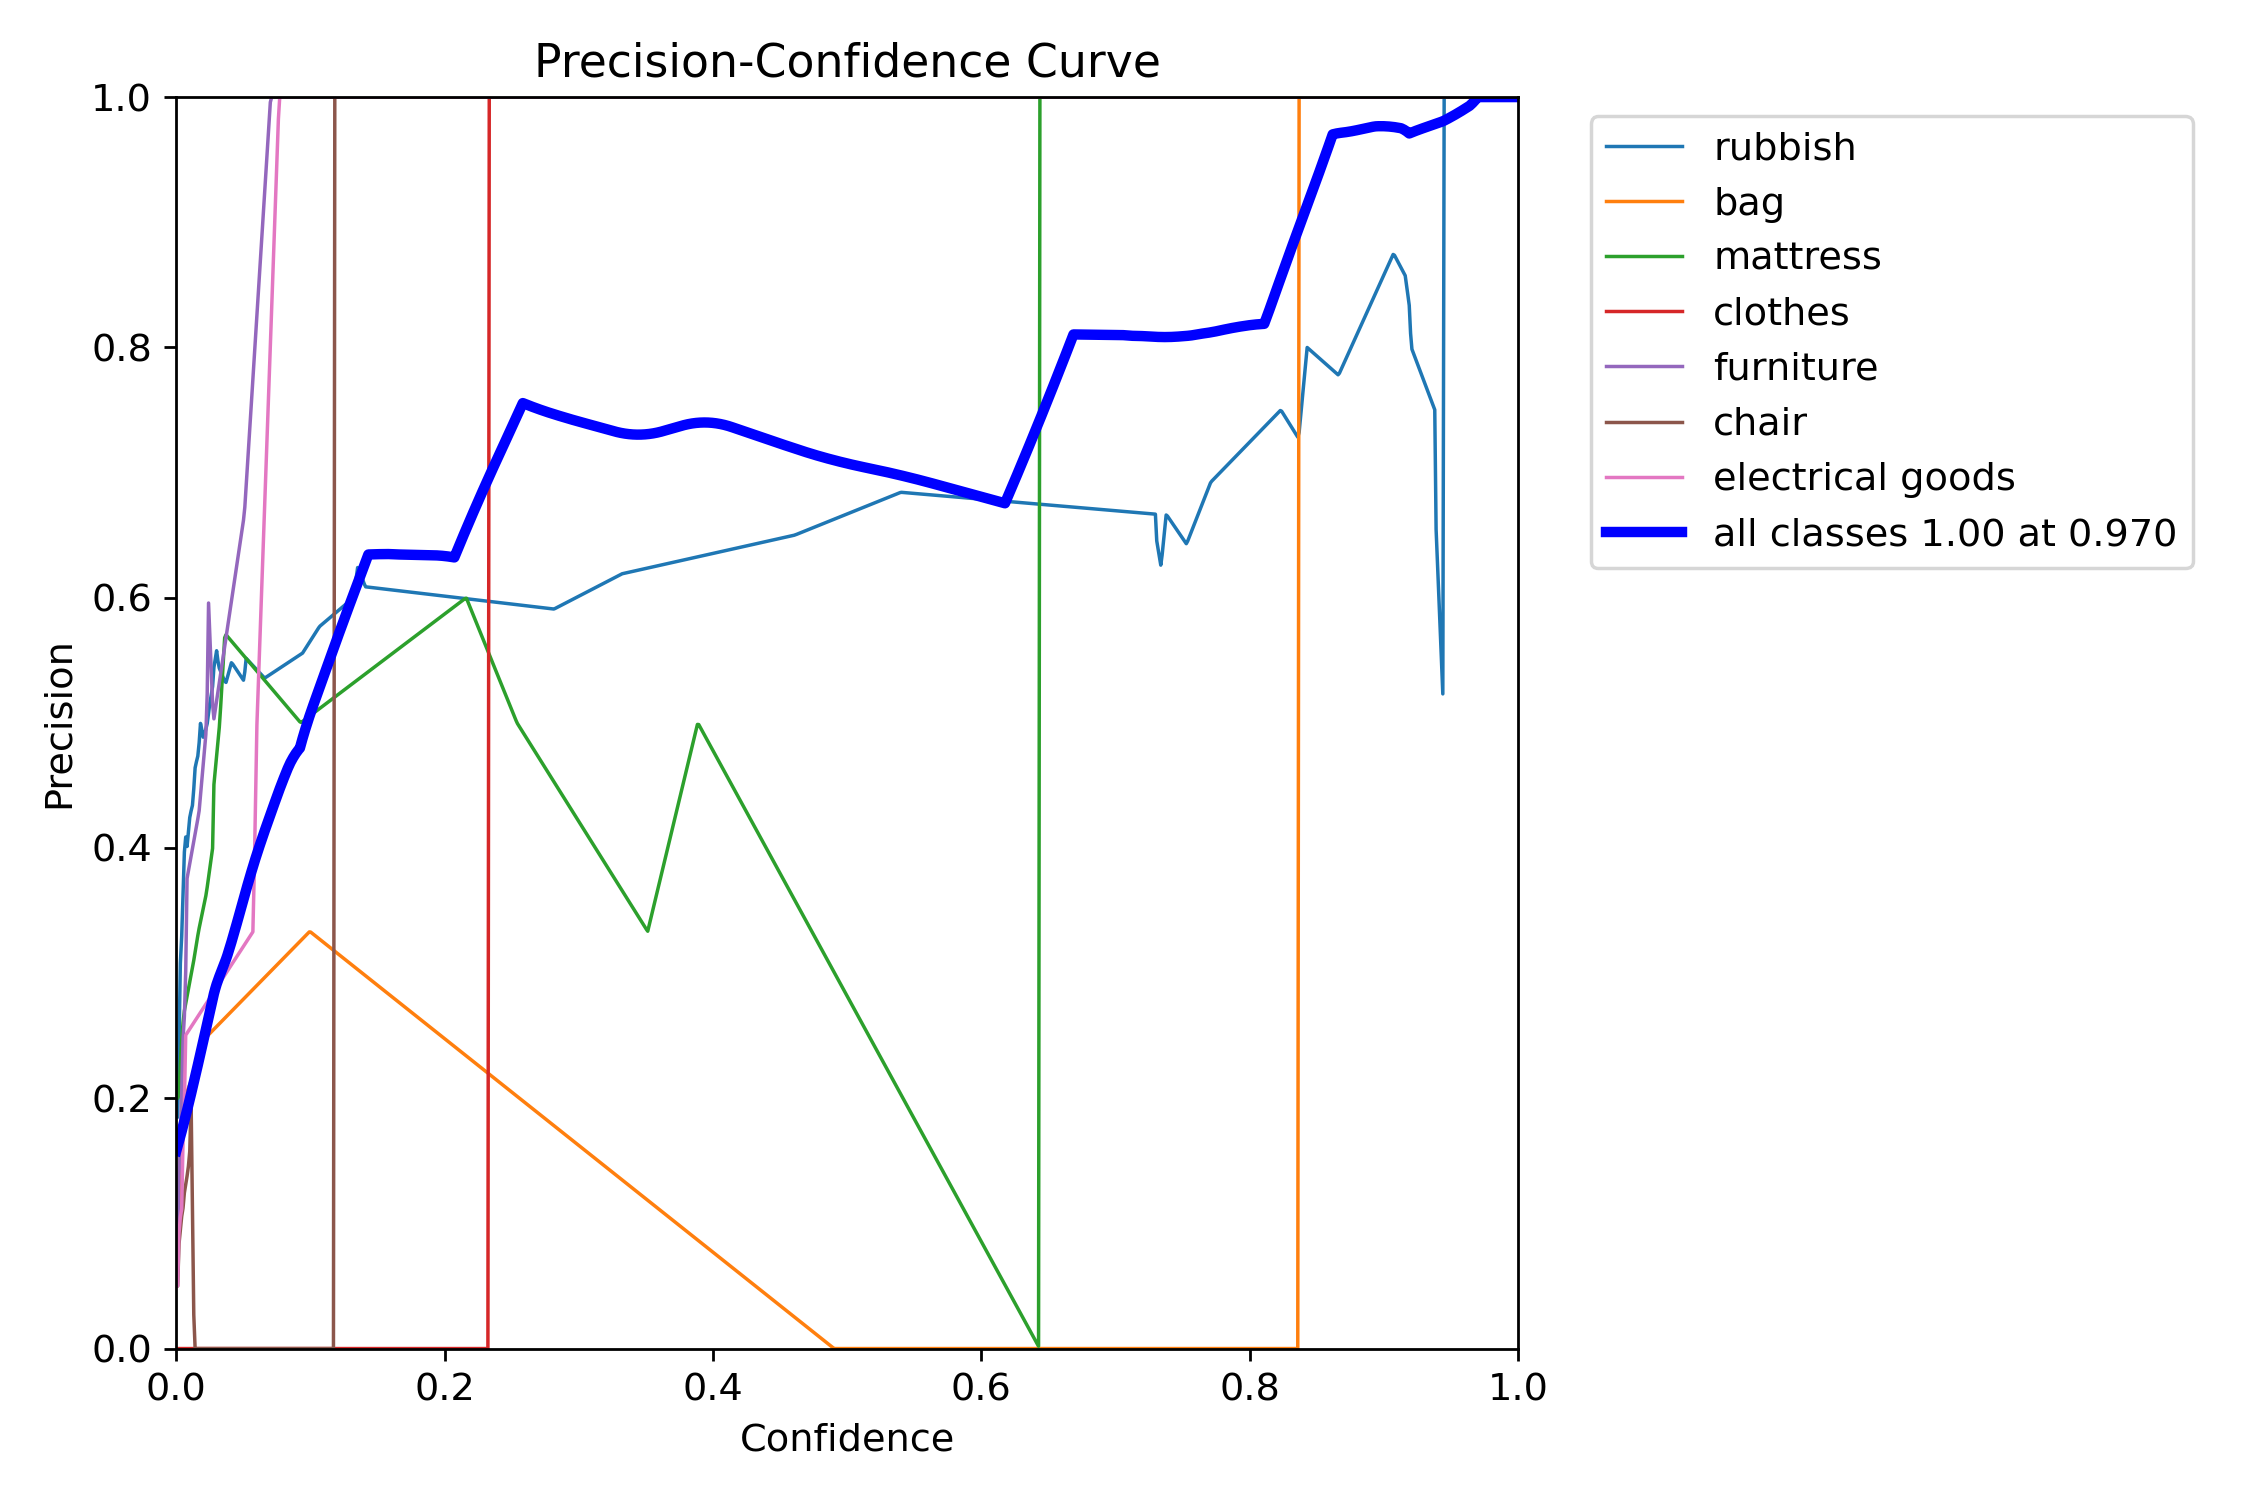 Precision-Confidence Curve
1.0
0.8
0.6
0.4
0.2
0.0
Precision
0.0 0.2 0.4 0.6 0.8 1.0
Confidence
rubbish
bag
mattress
clothes
furniture
chair
electrical goods
all classes 1.00 at 0.970